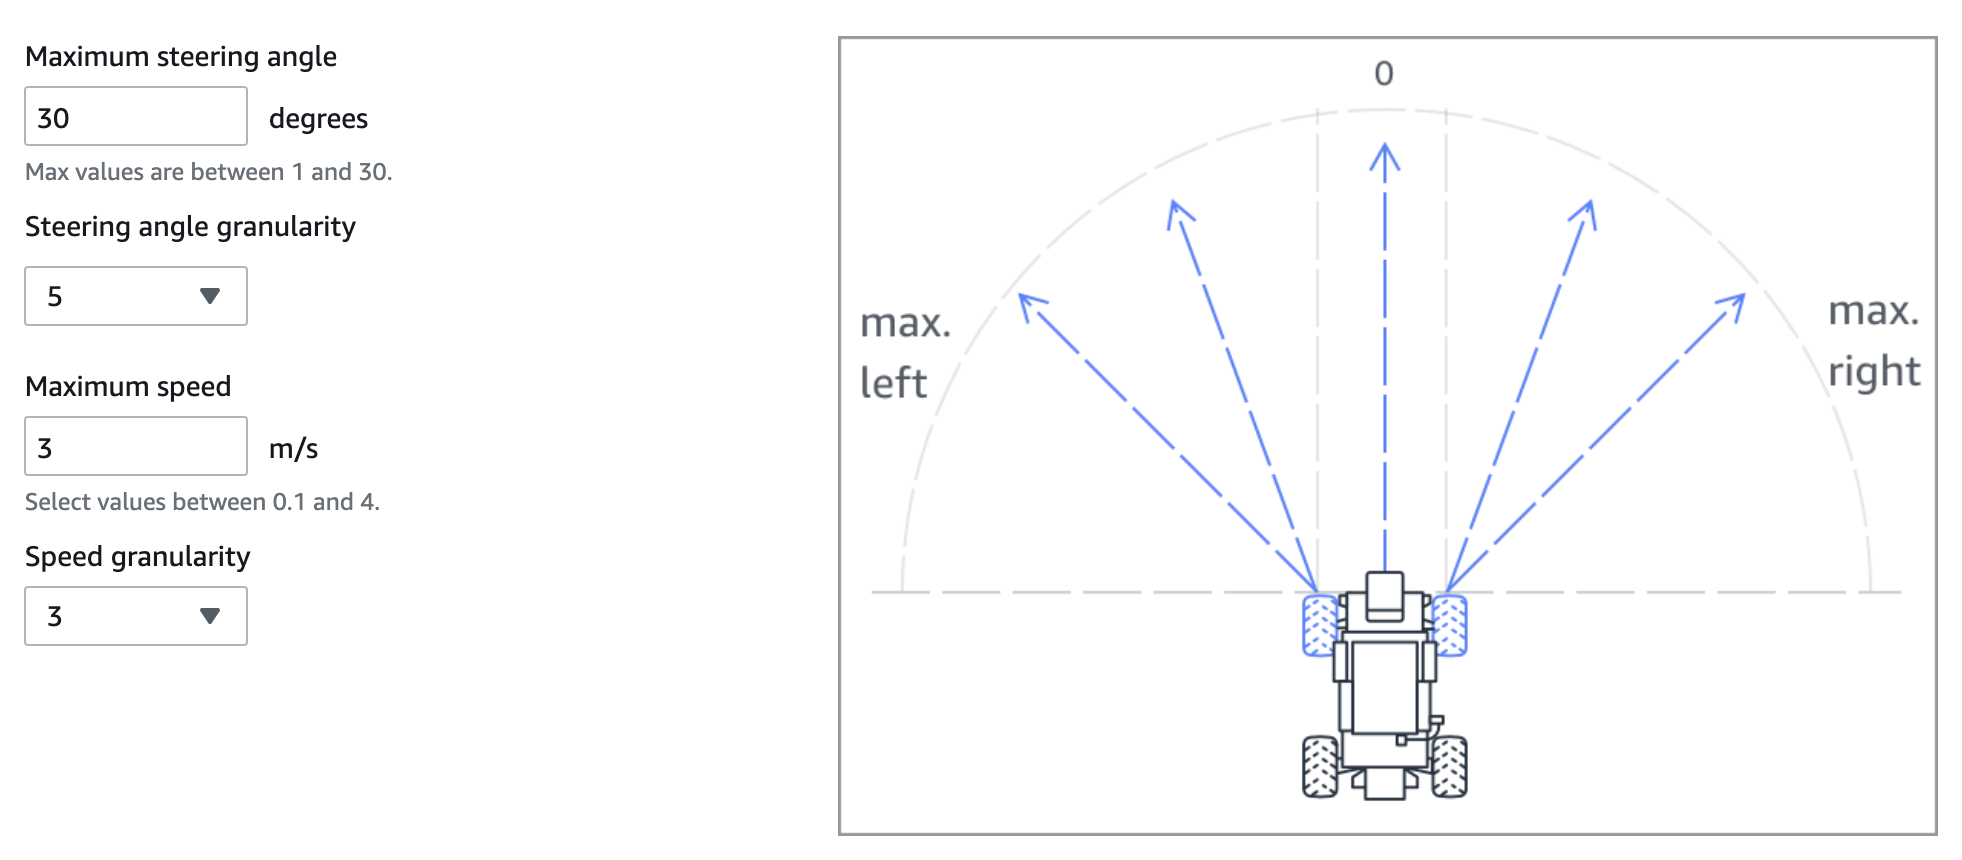 Maximum steering angle
30
degrees
Max values are between 1 and 30.
Steering angle granularity
5
Maximum speed
3
m/s
Select values between 0.1 and 4.
Speed granularity
3
0
max.
left
max.
right